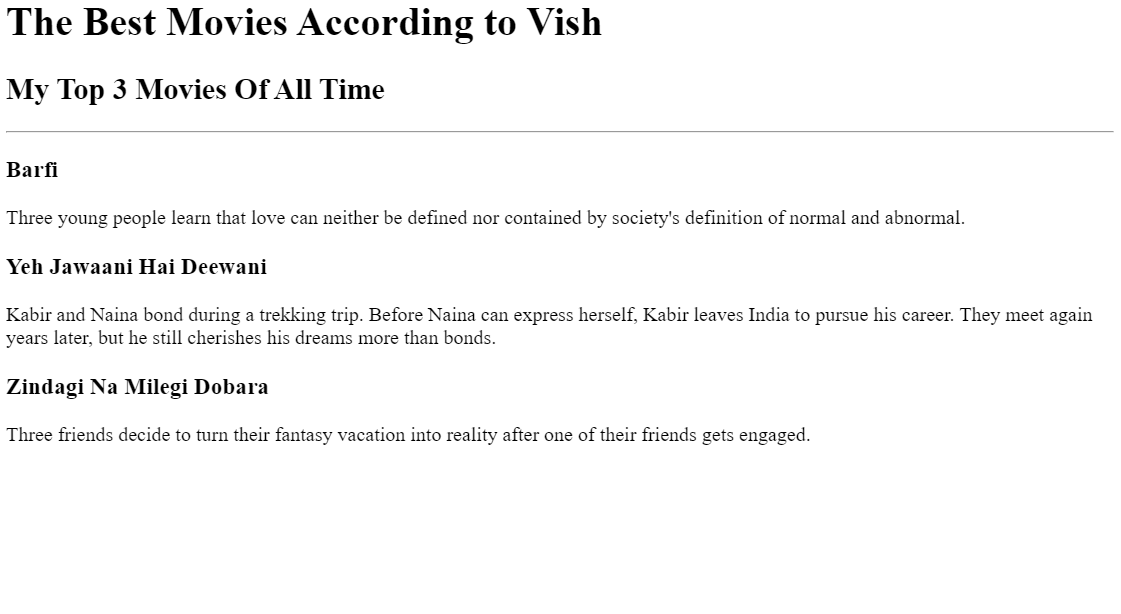 The Best Movies According to Vish
My Top 3 Movies Of All Time
Barfi
Three young people learn that love can neither be defined nor contained by society's definition of normal and abnormal.
Yeh Jawaani Hai Deewani
Kabir and Naina bond during a trekking trip. Before Naina can express herself, Kabir leaves India to pursue his career. They meet again
years later, but he still cherishes his dreams more than bonds.
Zindagi Na Milegi Dobara
Three friends decide to turn their fantasy vacation into reality after one of their friends gets engaged.